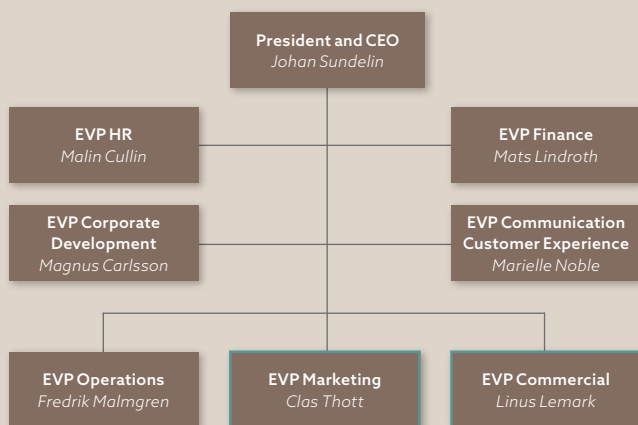 President and CEO
Johan Sundelin
EVP HR
Malin Cullin
EVP Finance
Mats Lindroth
EVP Corporate
Development
Magnus Carlsson
EVP Communication
Customer Experience
Marielle Noble
EVP Operations
Fredrik Malmgren
EVP Marketing
Clas Thott
EVP Commercial
Linus Lemark